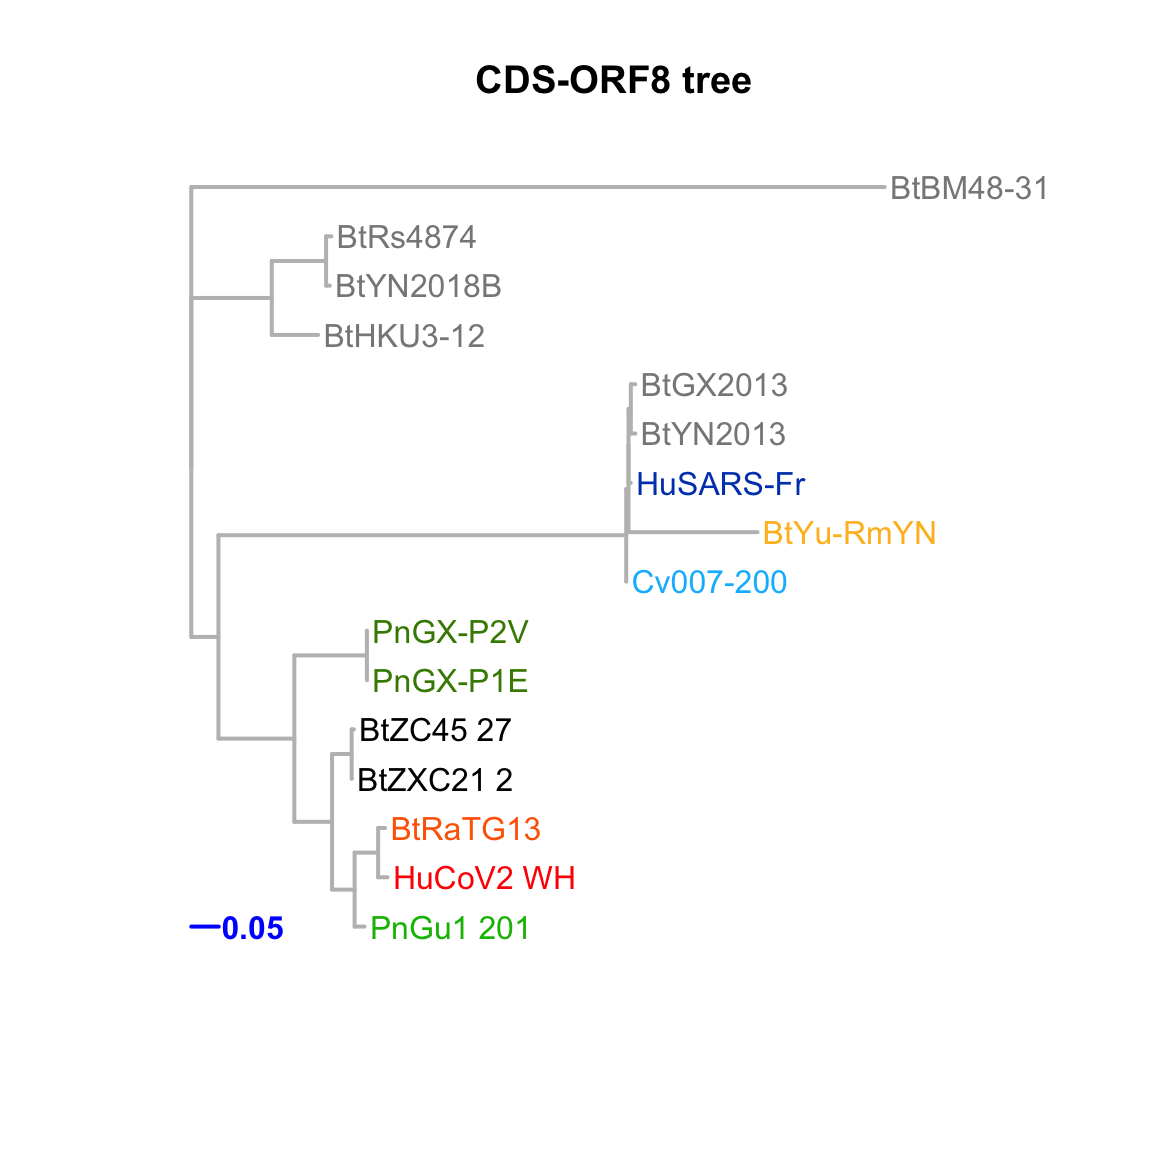 CDS-ORF8 tree
BtBM48-31
BtRs4874
BtYN2018B
BtHKU3-12
BtGX2013
BtYN2013
HuSARS-Fr
BtYu-RmYN
Cv007-200
PnGX-P2V
PnGX-P1E
BtZC45 27
BtZXC21 2
BtRaTG13
HuCoV2 WH
0.05 PnGu1 201